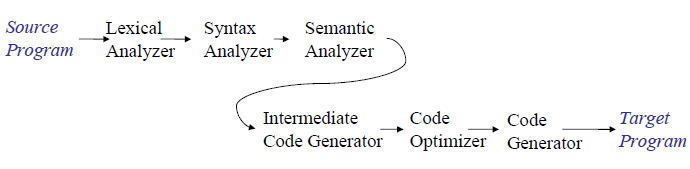 Source Program
Lexical Analyzer
Syntax Analyzer
Semantic Analyzer
Intermediate Code Generator
Code Optimizer
Code Generator
Target Program